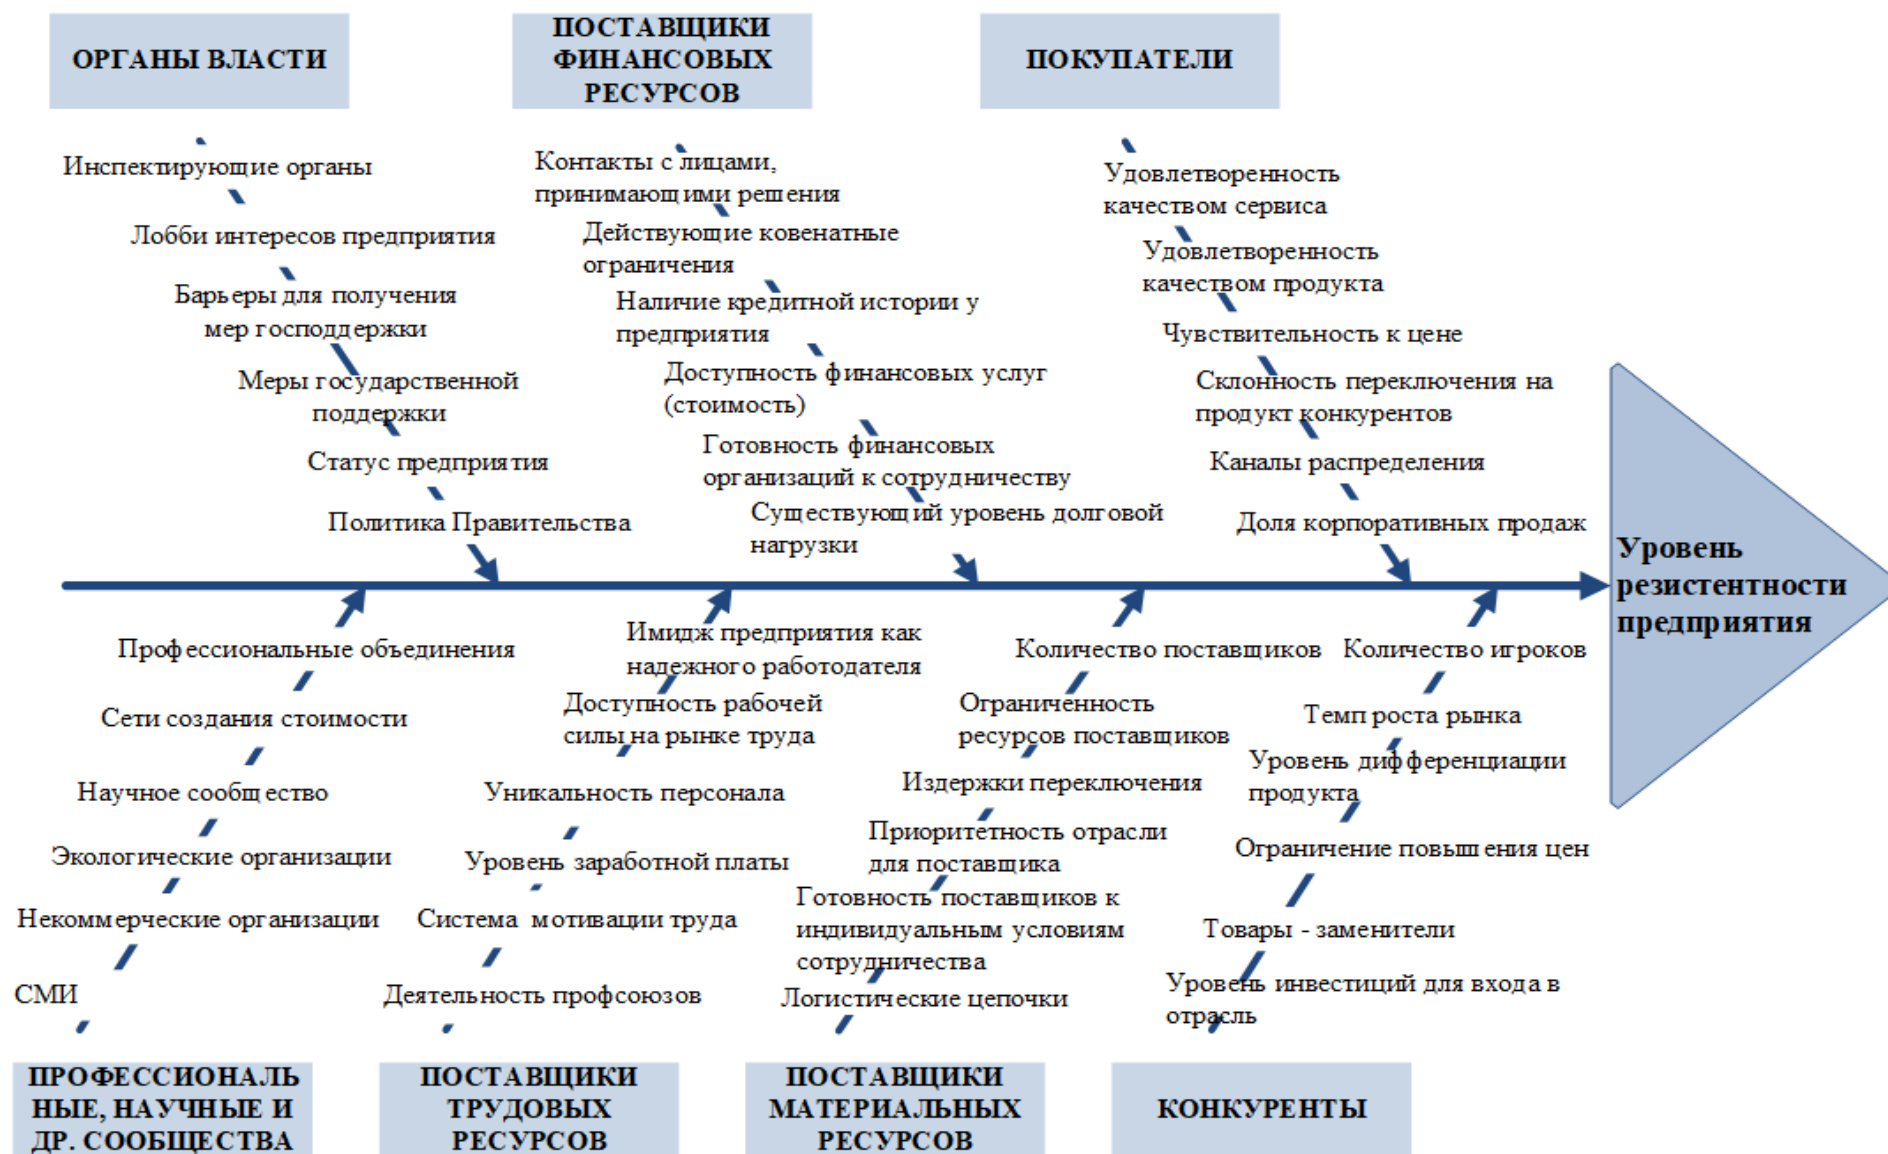 ОРГАНЫ ВЛАСТИ
ПОСТАВЩИКИ
ФИНАНСОВЫХ
РЕСУРСОВ
ПОКУПАТЕЛИ
Инспектирующие органы
Лобби интересов предприятия
Барьеры для получения
мер господдержки
Меры государственной
поддержки
Статус предприятия
Политика Правительства
Контакты с лицами,
принимающими решения
Действующие ковенатные
ограничения
Наличие кредитной истории у
предприятия
Доступность финансовых услуг
(стоимость)
Готовность финансовых
организаций к сотрудничеству
Существующий уровень долговой
нагрузки
Удовлетворенность
качеством сервиса
Удовлетворенность
качеством продукта
Чувствительность к цене
Склонность переключения на
продукт конкурентов
Каналы распределения
Доля корпоративных продаж
Уровень
резистентности
предприятия
Профессиональные объединения
Сети создания стоимости
Научное сообщество
Экологические организации
Некоммерческие организации
СМИ
Имидж предприятия как
надежного работодателя
Доступность рабочей
силы на рынке труда
Уникальность персонала
Уровень заработной платы
Система мотивации труда
Деятельность профсоюзов
Количество поставщиков
Ограниченность
ресурсов поставщиков
Издержки переключения
Приоритетность отрасли
для поставщика
Готовность поставщиков к
индивидуальным условиям
сотрудничества
Логистические цепочки
Количество игроков
Темп роста рынка
Уровень дифференциации
продукта
Ограничение повышения цен
Товары - заменители
Уровень инвестиций для входа в
отрасль
ПРОФЕССИОНАЛЬ
НЫЕ, НАУЧНЫЕ И
ДР. СООБЩЕСТВА
ПОСТАВЩИКИ
ТРУДОВЫХ
РЕСУРСОВ
ПОСТАВЩИКИ
МАТЕРИАЛЬНЫХ
РЕСУРСОВ
КОНКУРЕНТЫ